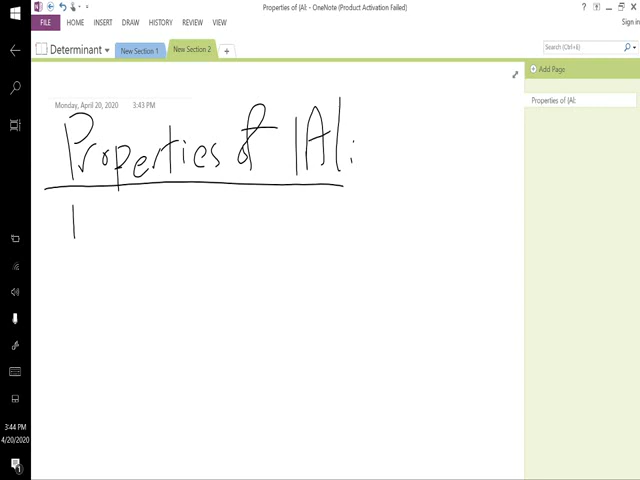 Properties of |A|: - OneNote (Product Activation Failed)
FILE HOME INSERT DRAW HISTORY REVIEW VIEW
Sign in
Determinant New Section 1 New Section 2 +
Search (Ctrl+E)
Add Page
Monday, April 20, 2020 3:43 PM
Properties of |A|:
Properties of |A|:
|
3:44 PM
4/20/2020
1